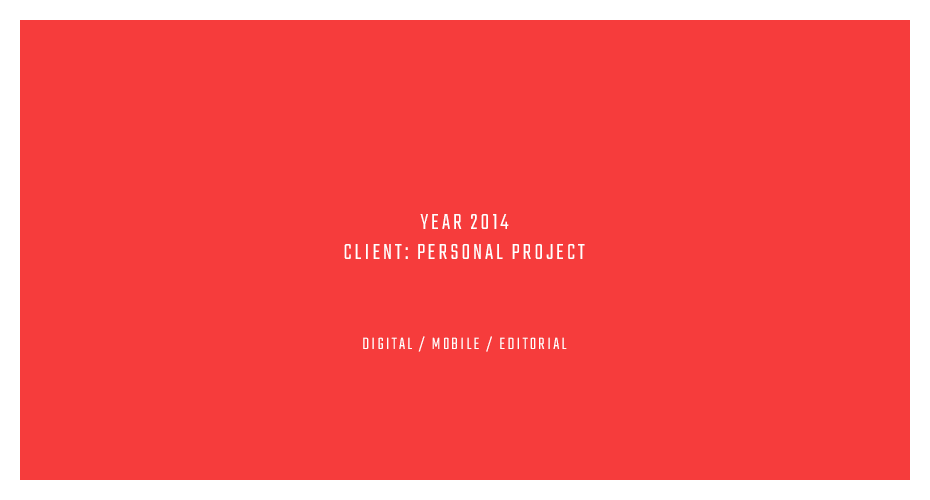 YEAR 2014
CLIENT: PERSONAL PROJECT
DIGITAL / MOBILE / EDITORIAL